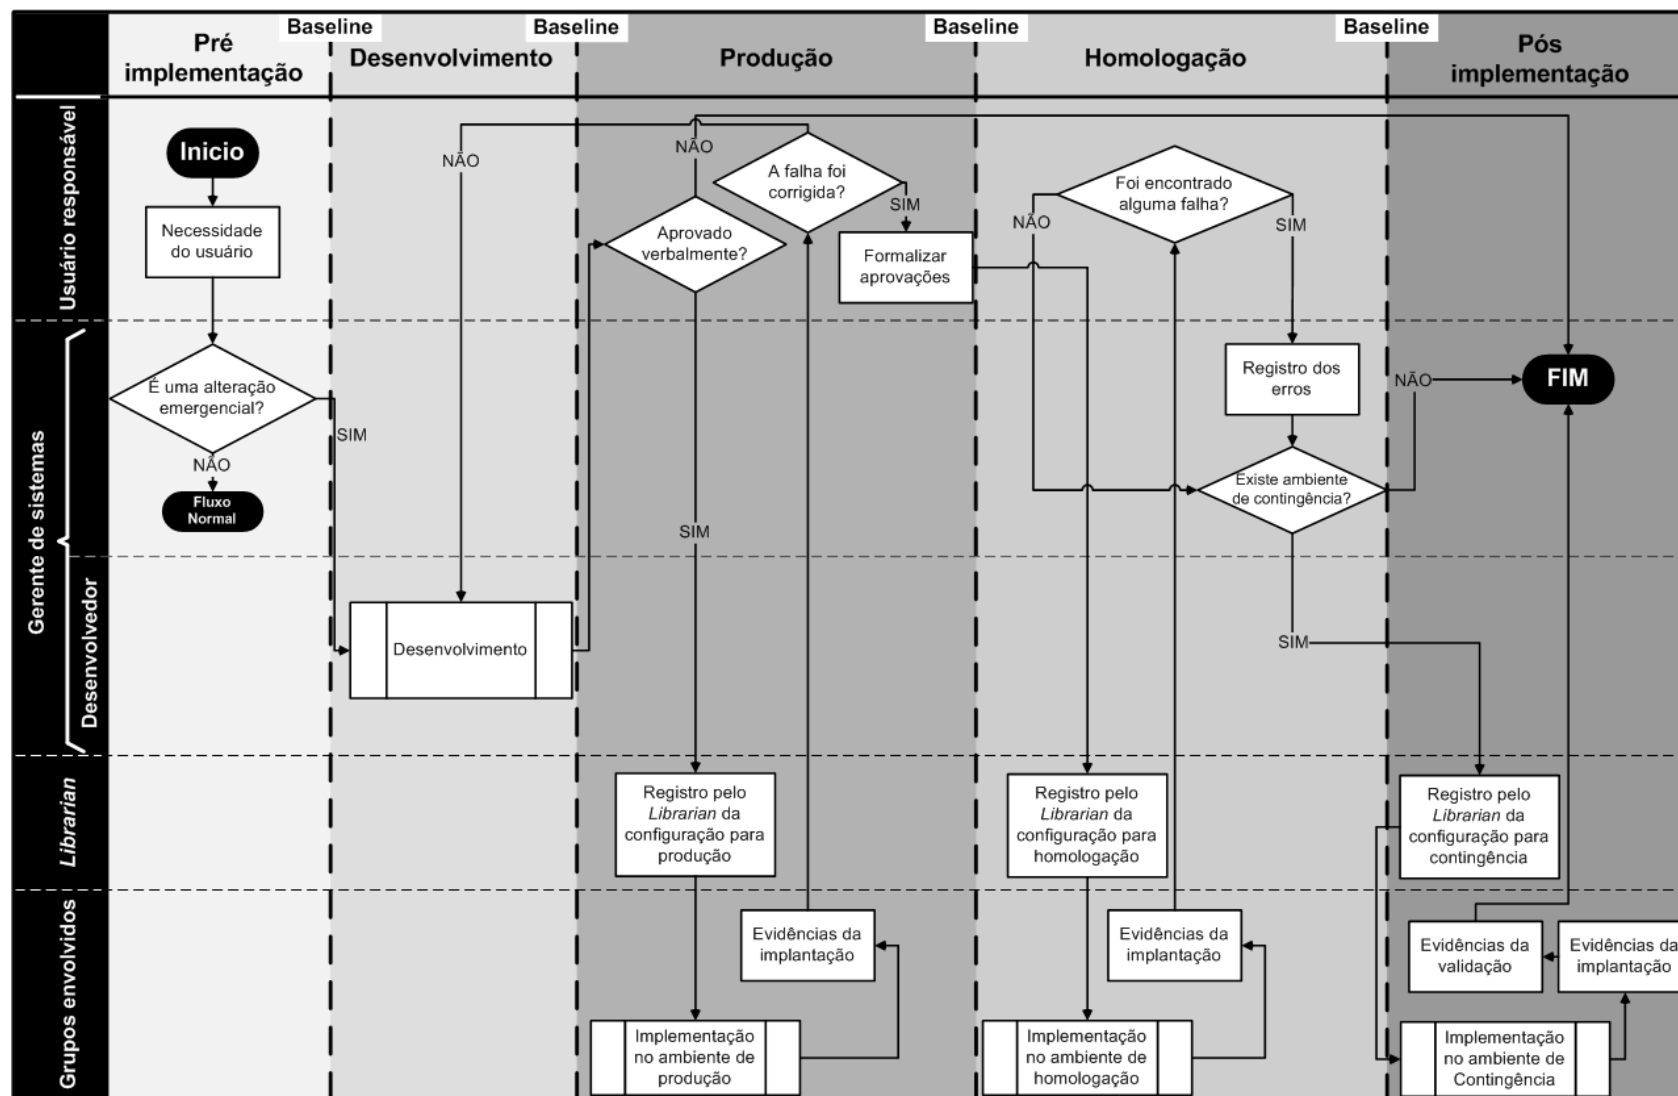 Baseline
Baseline
Baseline
Baseline
Pré
implementação
Desenvolvimento
Produção
Homologação
Pós
implementação
Usuário responsável
Inicio
Necessidade
do usuário
NÃO
NÃO
A falha foi
corrigida?
SIM
Aprovado
verbalmente?
Formalizar
aprovações
Foi encontrado
alguma falha?
NÃO
SIM
Gerente de sistemas
É uma alteração
emergencial?
SIM
NÃO
Fluxo
Normal
SIM
Registro dos
erros
Existe ambiente
de contingência?
NÃO
FIM
Desenvolvedor
Desenvolvimento
SIM
Librarian
Registro pelo
Librarian da
configuração para
produção
Registro pelo
Librarian da
configuração para
homologação
Registro pelo
Librarian da
configuração para
contingência
Grupos envolvidos
Evidências da
implantação
Evidências da
implantação
Evidências da
validação
Evidências da
implantação
Implementação
no ambiente de
produção
Implementação
no ambiente de
homologação
Implementação
no ambiente de
Contingência